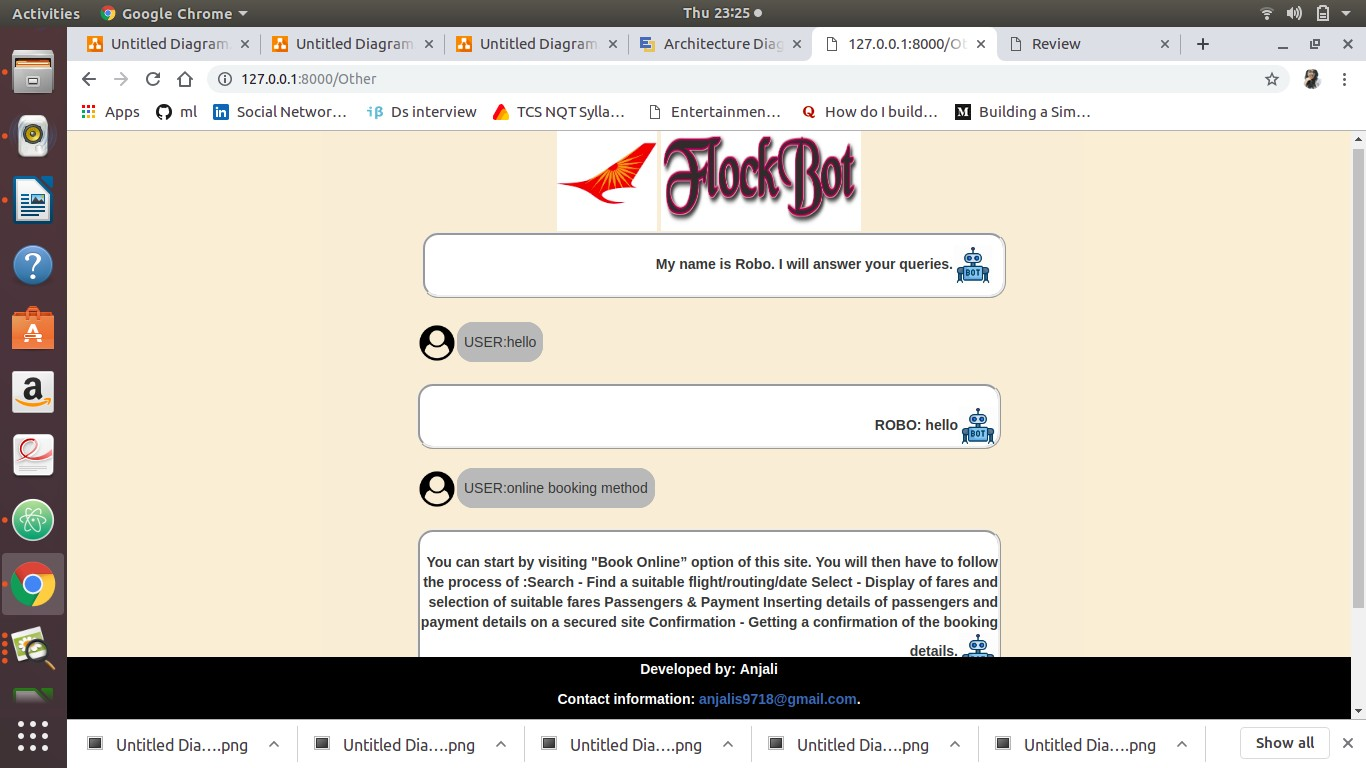 Activities
Google Chrome
Thu 23:25
Untitled Diagram
Untitled Diagram
Untitled Diagram
Architecture Diag
127.0.0.1:8000/Ot
Review
127.0.0.1:8000/Other
Apps
ml
Social Networ…
Ds interview
TCS NQT Sylla…
Entertainmen…
How do I build…
Building a Sim…
FlockBot
My name is Robo. I will answer your queries.
BOT
USER:hello
ROBO: hello
BOT
USER:online booking method
You can start by visiting "Book Online” option of this site. You will then have to follow
the process of :Search - Find a suitable flight/routing/date Select - Display of fares and
selection of suitable fares Passengers & Payment Inserting details of passengers and
payment details on a secured site Confirmation - Getting a confirmation of the booking
details.
Developed by: Anjali
Contact information: anjalis9718@gmail.com.
Untitled Dia….png
Untitled Dia….png
Untitled Dia….png
Untitled Dia….png
Untitled Dia….png
Show all